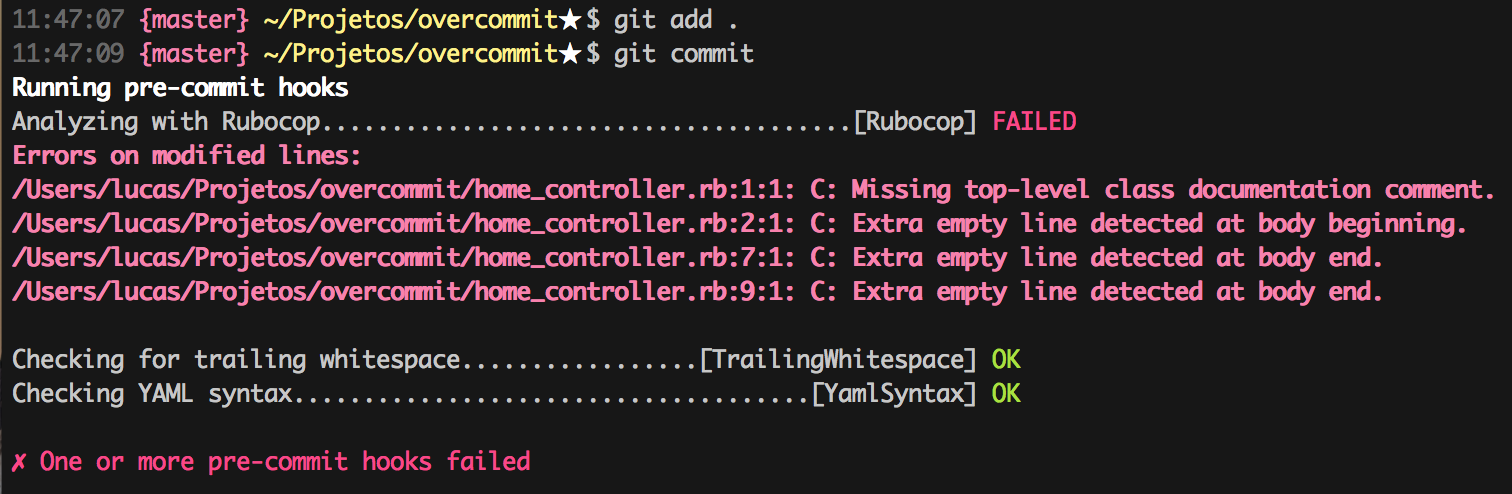 11:47:07 {master} ~/Projetos/overcommit★$ git add .
11:47:09 {master} ~/Projetos/overcommit★$ git commit
Running pre-commit hooks
Analyzing with Rubocop......................................[Rubocop] FAILED
Errors on modified lines:
/Users/lucas/Projetos/overcommit/home_controller.rb:1:1: C: Missing top-level class documentation comment.
/Users/lucas/Projetos/overcommit/home_controller.rb:2:1: C: Extra empty line detected at body beginning.
/Users/lucas/Projetos/overcommit/home_controller.rb:7:1: C: Extra empty line detected at body end.
/Users/lucas/Projetos/overcommit/home_controller.rb:9:1: C: Extra empty line detected at body end.
Checking for trailing whitespace.................[TrailingWhitespace] OK
Checking YAML syntax.....................................[YamlSyntax] OK
✗ One or more pre-commit hooks failed